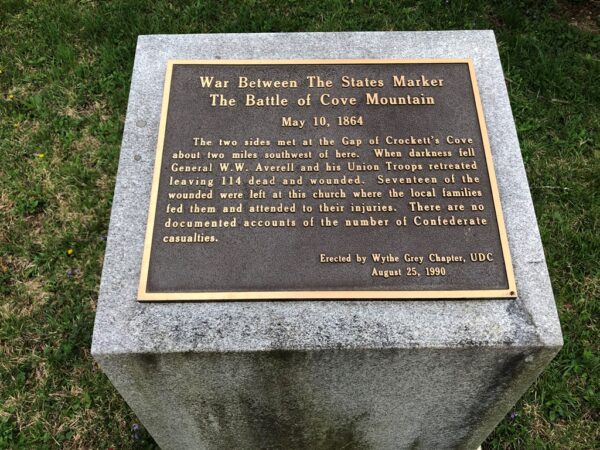 War Between The States Marker
The Battle of Cove Mountain
May 10, 1864
The two sides met at the Gap of Crockett's Cove
about two miles southwest of here. When darkness fell
General W.W. Averell and his Union Troops retreated
leaving 114 dead and wounded. Seventeen of the
wounded were left at this church where the local families
fed them and attended to their injuries. There are no
documented accounts of the number of Confederate
casualties.
Erected by Wythe Grey Chapter, UDC
August 25, 1990